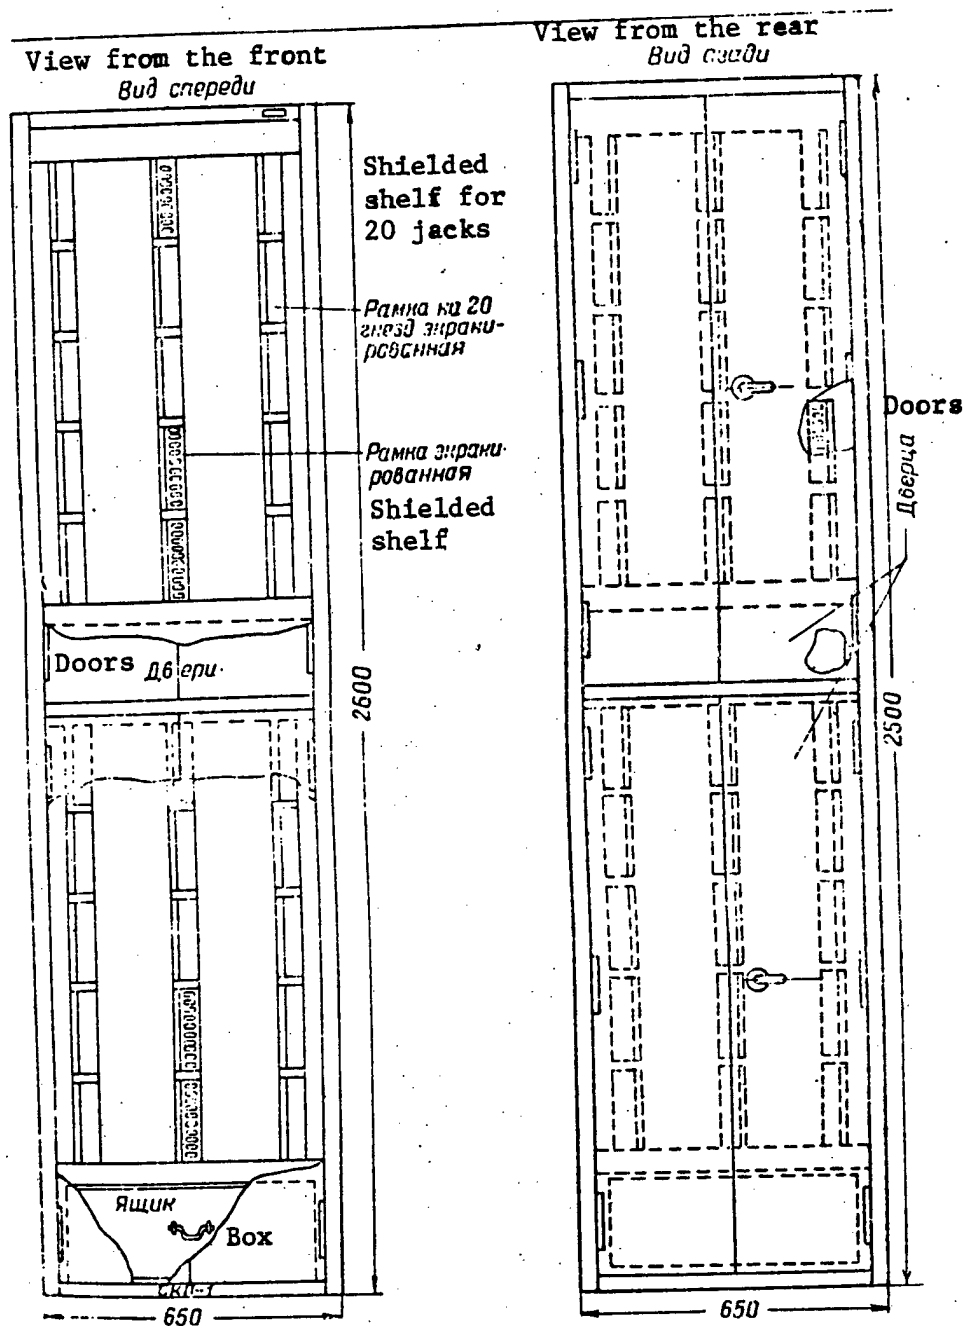 View from the front
Вид спереди
View from the rear
Вид сзади
Shielded
shelf for
20 jacks
Рамка на 20
гнезд экрани-
рованная
Рамка экрани-
рованная
Shielded
shelf
Doors
Дверца
Doors Двери
2600
2500
Ящик
Box
СКП-1
650
650